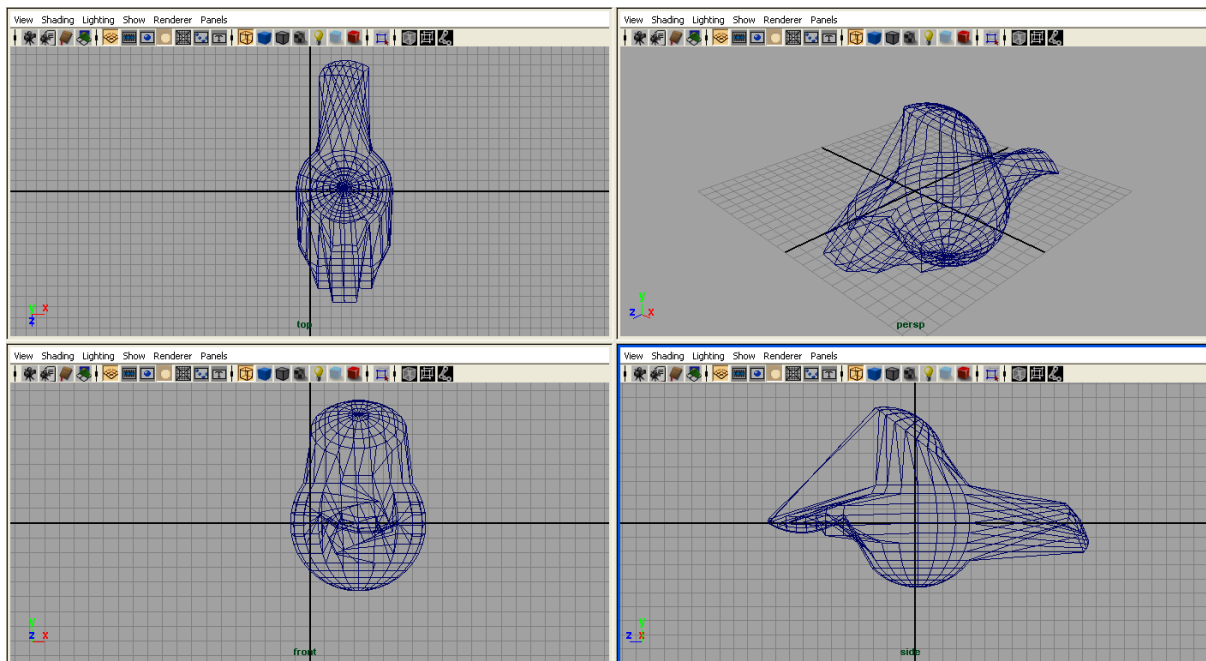 View Shading Lighting Show Renderer Panels
View Shading Lighting Show Renderer Panels
Y
X
Z
top
Y
Z
X
persp
View Shading Lighting Show Renderer Panels
View Shading Lighting Show Renderer Panels
Y
Z X
front
Y
Z X
side